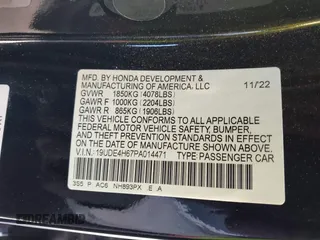 MFD. BY HONDA DEVELOPMENT & 11/22
MANUFACTURING OF AMERICA, LLC
GVWR 1850KG (4078LBS)
GAWR F 1000KG (2204LBS)
GAWR R 865KG (1906LBS)
THIS VEHICLE CONFORMS TO ALL APPLICABLE
FEDERAL MOTOR VEHICLE SAFETY, BUMPER,
AND THEFT PREVENTION STANDARDS IN EFFECT
ON THE DATE OF MANUFACTURE SHOWN ABOVE.
V.I.N.: 19UDE4H67PA014471 TYPE: PASSENGER CAR
3S5 P AC6 NH893PX E A
DREAMBID